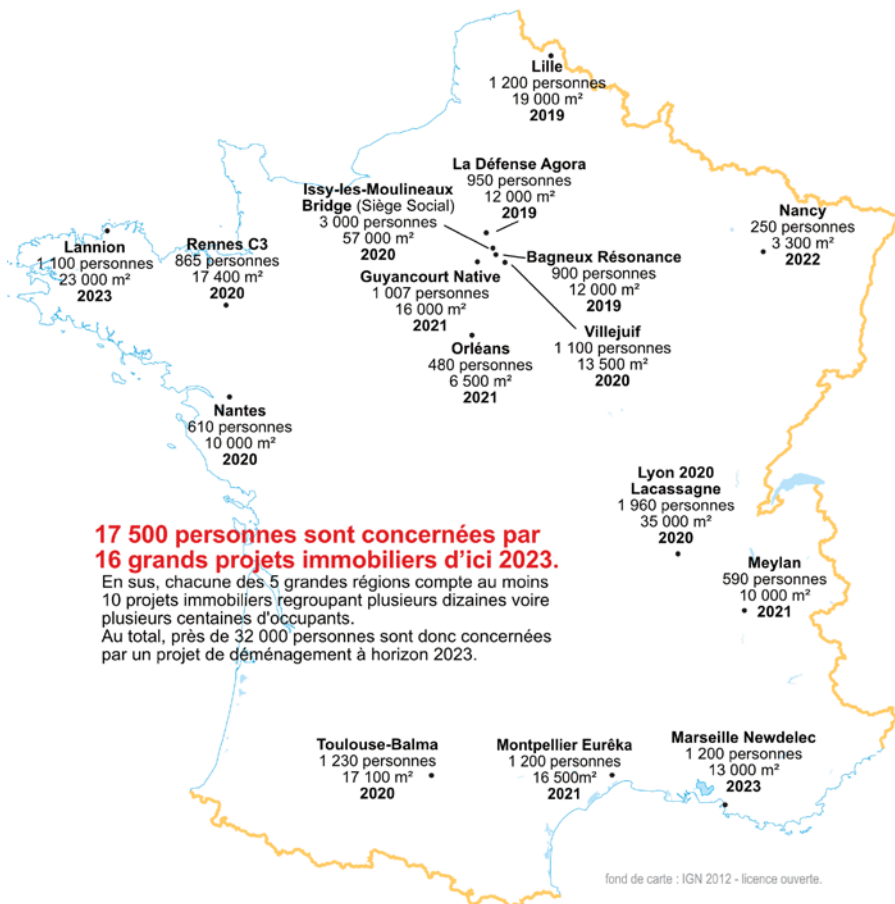 Lille
1 200 personnes
19 000 m²
2019
La Défense Agora
950 personnes
12 000 m²
2019
Issy-les-Moulineaux
Bridge (Siège Social)
3 000 personnes
57 000 m²
2020
Nancy
250 personnes
3 300 m²
2022
Lannion
1 100 personnes
23 000 m²
2023
Rennes C3
865 personnes
17 400 m²
2020
Bagneux Résonance
900 personnes
12 000 m²
2019
Guyancourt Native
1 007 personnes
16 000 m²
2021
Villejuif
1 100 personnes
13 500 m²
2020
Orléans
480 personnes
6 500 m²
2021
Nantes
610 personnes
10 000 m²
2020
Lyon 2020
Lacassagne
1 960 personnes
35 000 m²
2020
17 500 personnes sont concernées par
16 grands projets immobiliers d'ici 2023.
En sus, chacune des 5 grandes régions compte au moins
10 projets immobiliers regroupant plusieurs dizaines voire
plusieurs centaines d'occupants.
Au total, près de 32 000 personnes sont donc concernées
par un projet de déménagement à horizon 2023.
Meylan
590 personnes
10 000 m²
2021
Toulouse-Balma
1 230 personnes
17 100 m²
2020
Montpellier Eurêka
1 200 personnes
16 500m²
2021
Marseille Newdelec
1 200 personnes
13 000 m²
2023
fond de carte : IGN 2012 - licence ouverte.